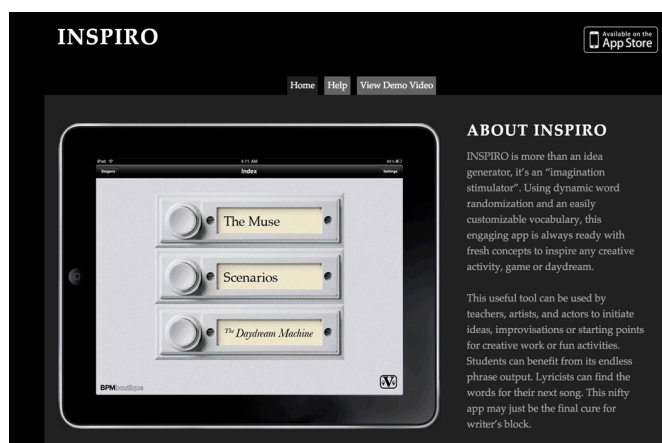 INSPIRO
Available on the
App Store
Home Help View Demo Video
iPad 4:11 AM 40%
Slogans Index Settings
The Muse
Scenarios
The Daydream Machine
BPMboutique
V
ABOUT INSPIRO
INSPIRO is more than an idea
generator, it's an “imagination
stimulator”. Using dynamic word
randomization and an easily
customizable vocabulary, this
engaging app is always ready with
fresh concepts to inspire any creative
activity, game or daydream.
This useful tool can be used by
teachers, artists, and actors to initiate
ideas, improvisations or starting points
for creative work or fun activities.
Students can benefit from its endless
phrase output. Lyricists can find the
words for their next song. This nifty
app may just be the final cure for
writer's block.